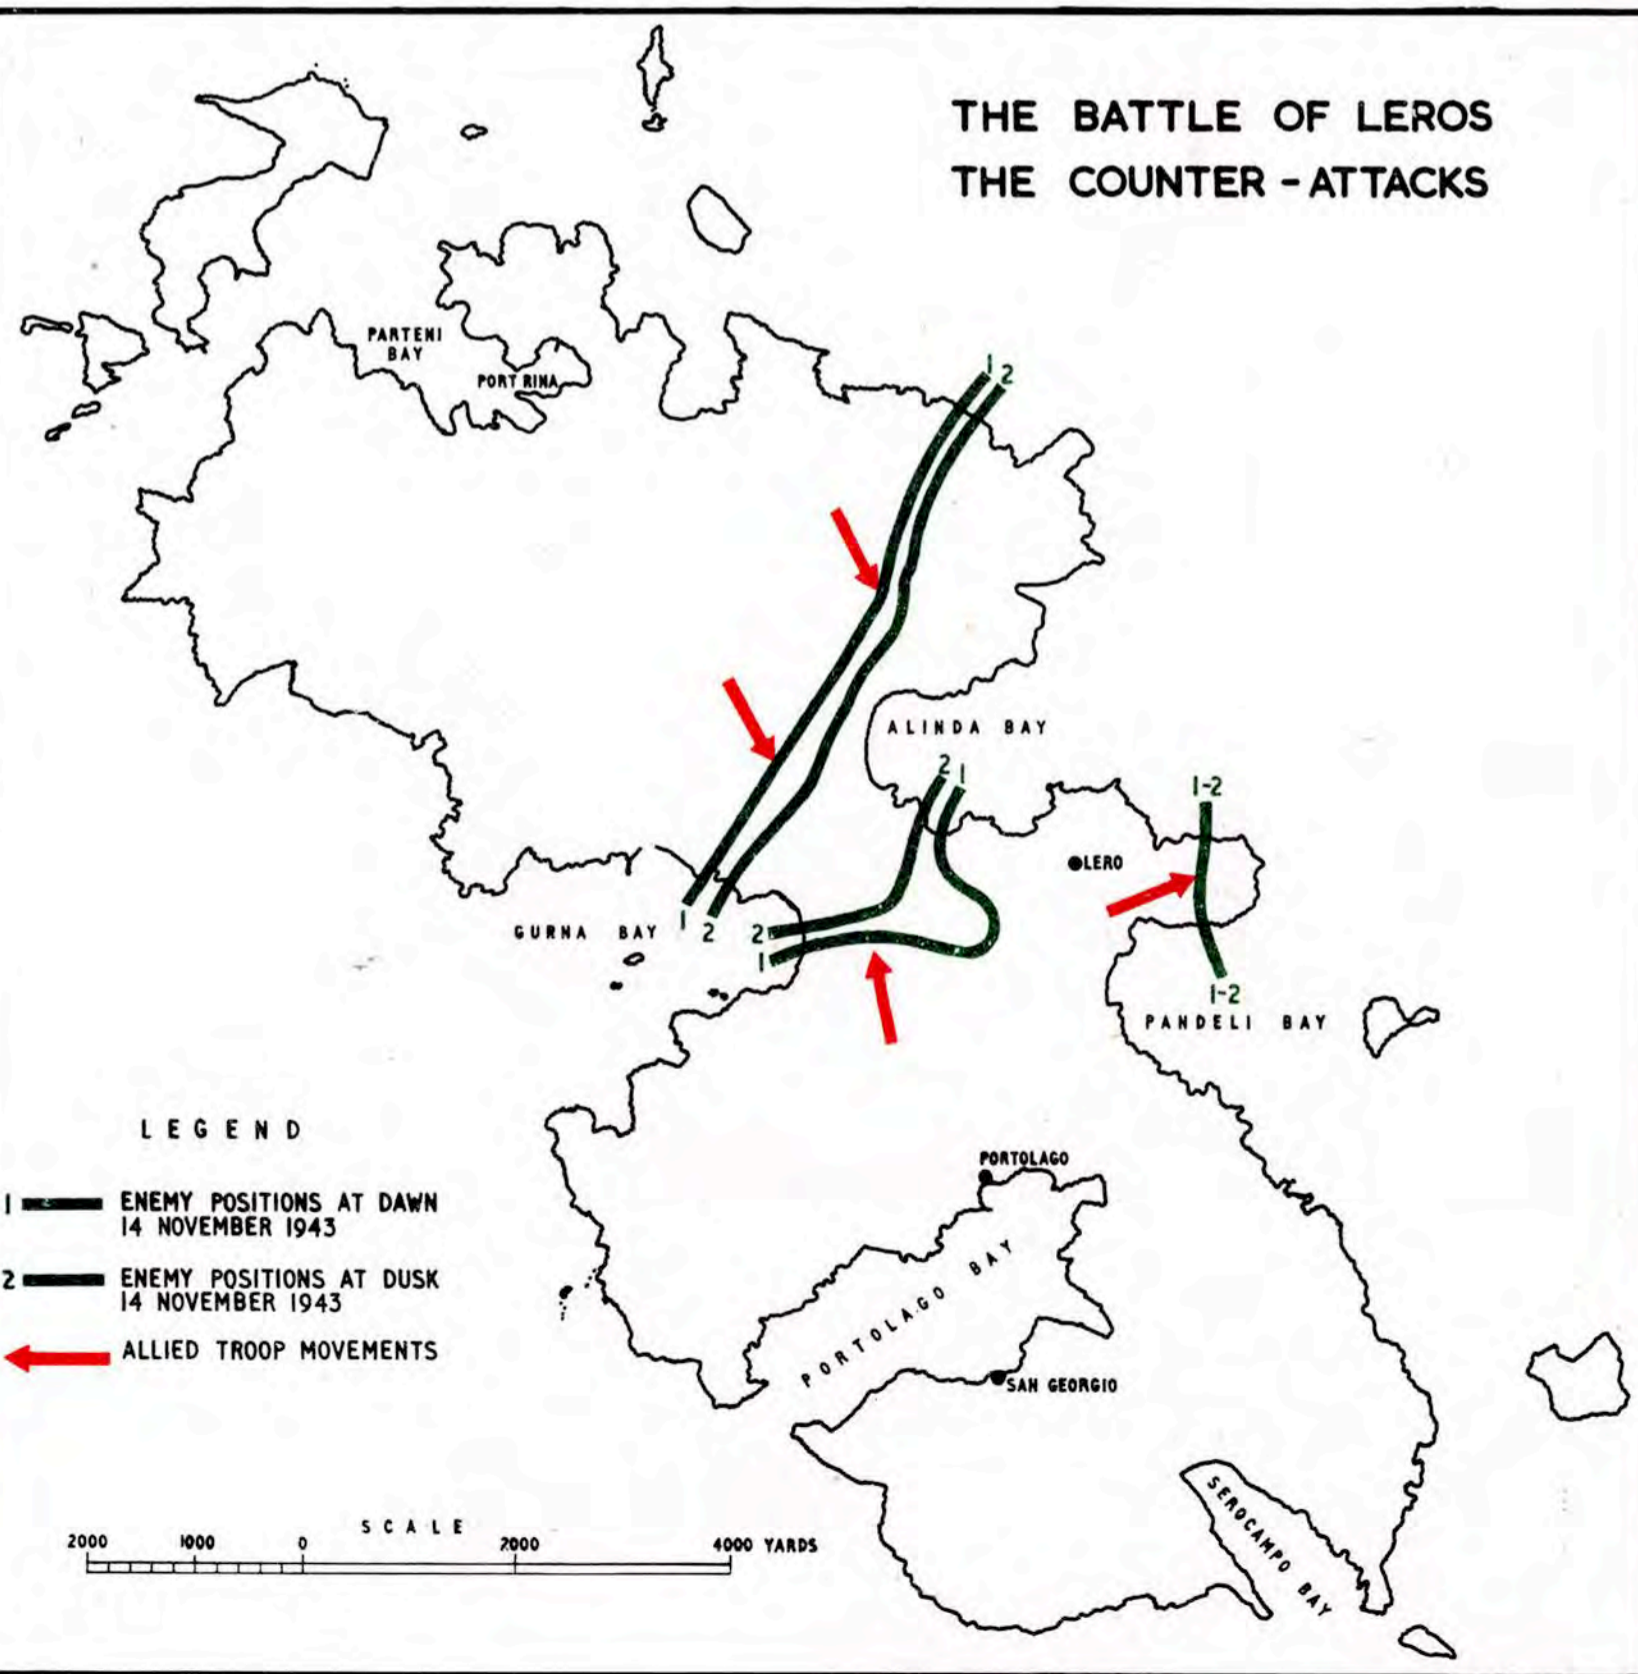 THE BATTLE OF LEROS
THE COUNTER-ATTACKS
PARTENI
BAY
PORT RINA
1 2
ALINDA BAY
2 1
1-2
LERO
GURNA BAY
1 2
2
1
1-2
PANDELI BAY
LEGEND
1 ENEMY POSITIONS AT DAWN
14 NOVEMBER 1943
2 ENEMY POSITIONS AT DUSK
14 NOVEMBER 1943
ALLIED TROOP MOVEMENTS
PORTOLAGO
PORTOLAGO BAY
SAN GEORGIO
SEROCAMPO BAY
SCALE
2000 1000 0 2000 4000 YARDS